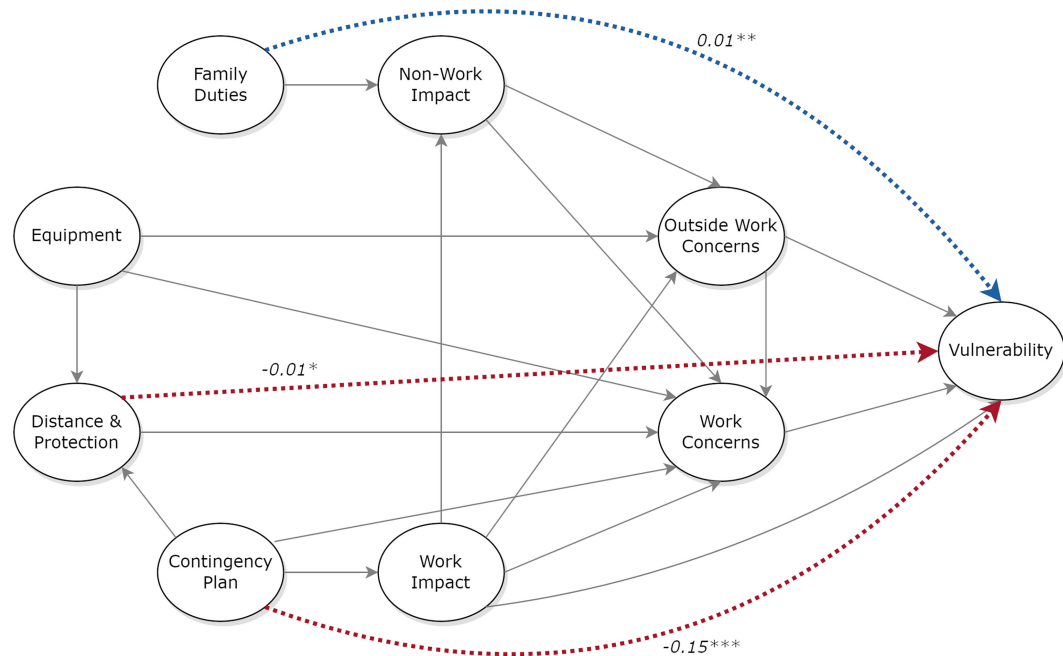 0.01**
Family
Duties
Non-Work
Impact
Equipment
Outside Work
Concerns
Vulnerability
-0.01*
Distance &
Protection
Work
Concerns
Contingency
Plan
Work
Impact
-0.15***